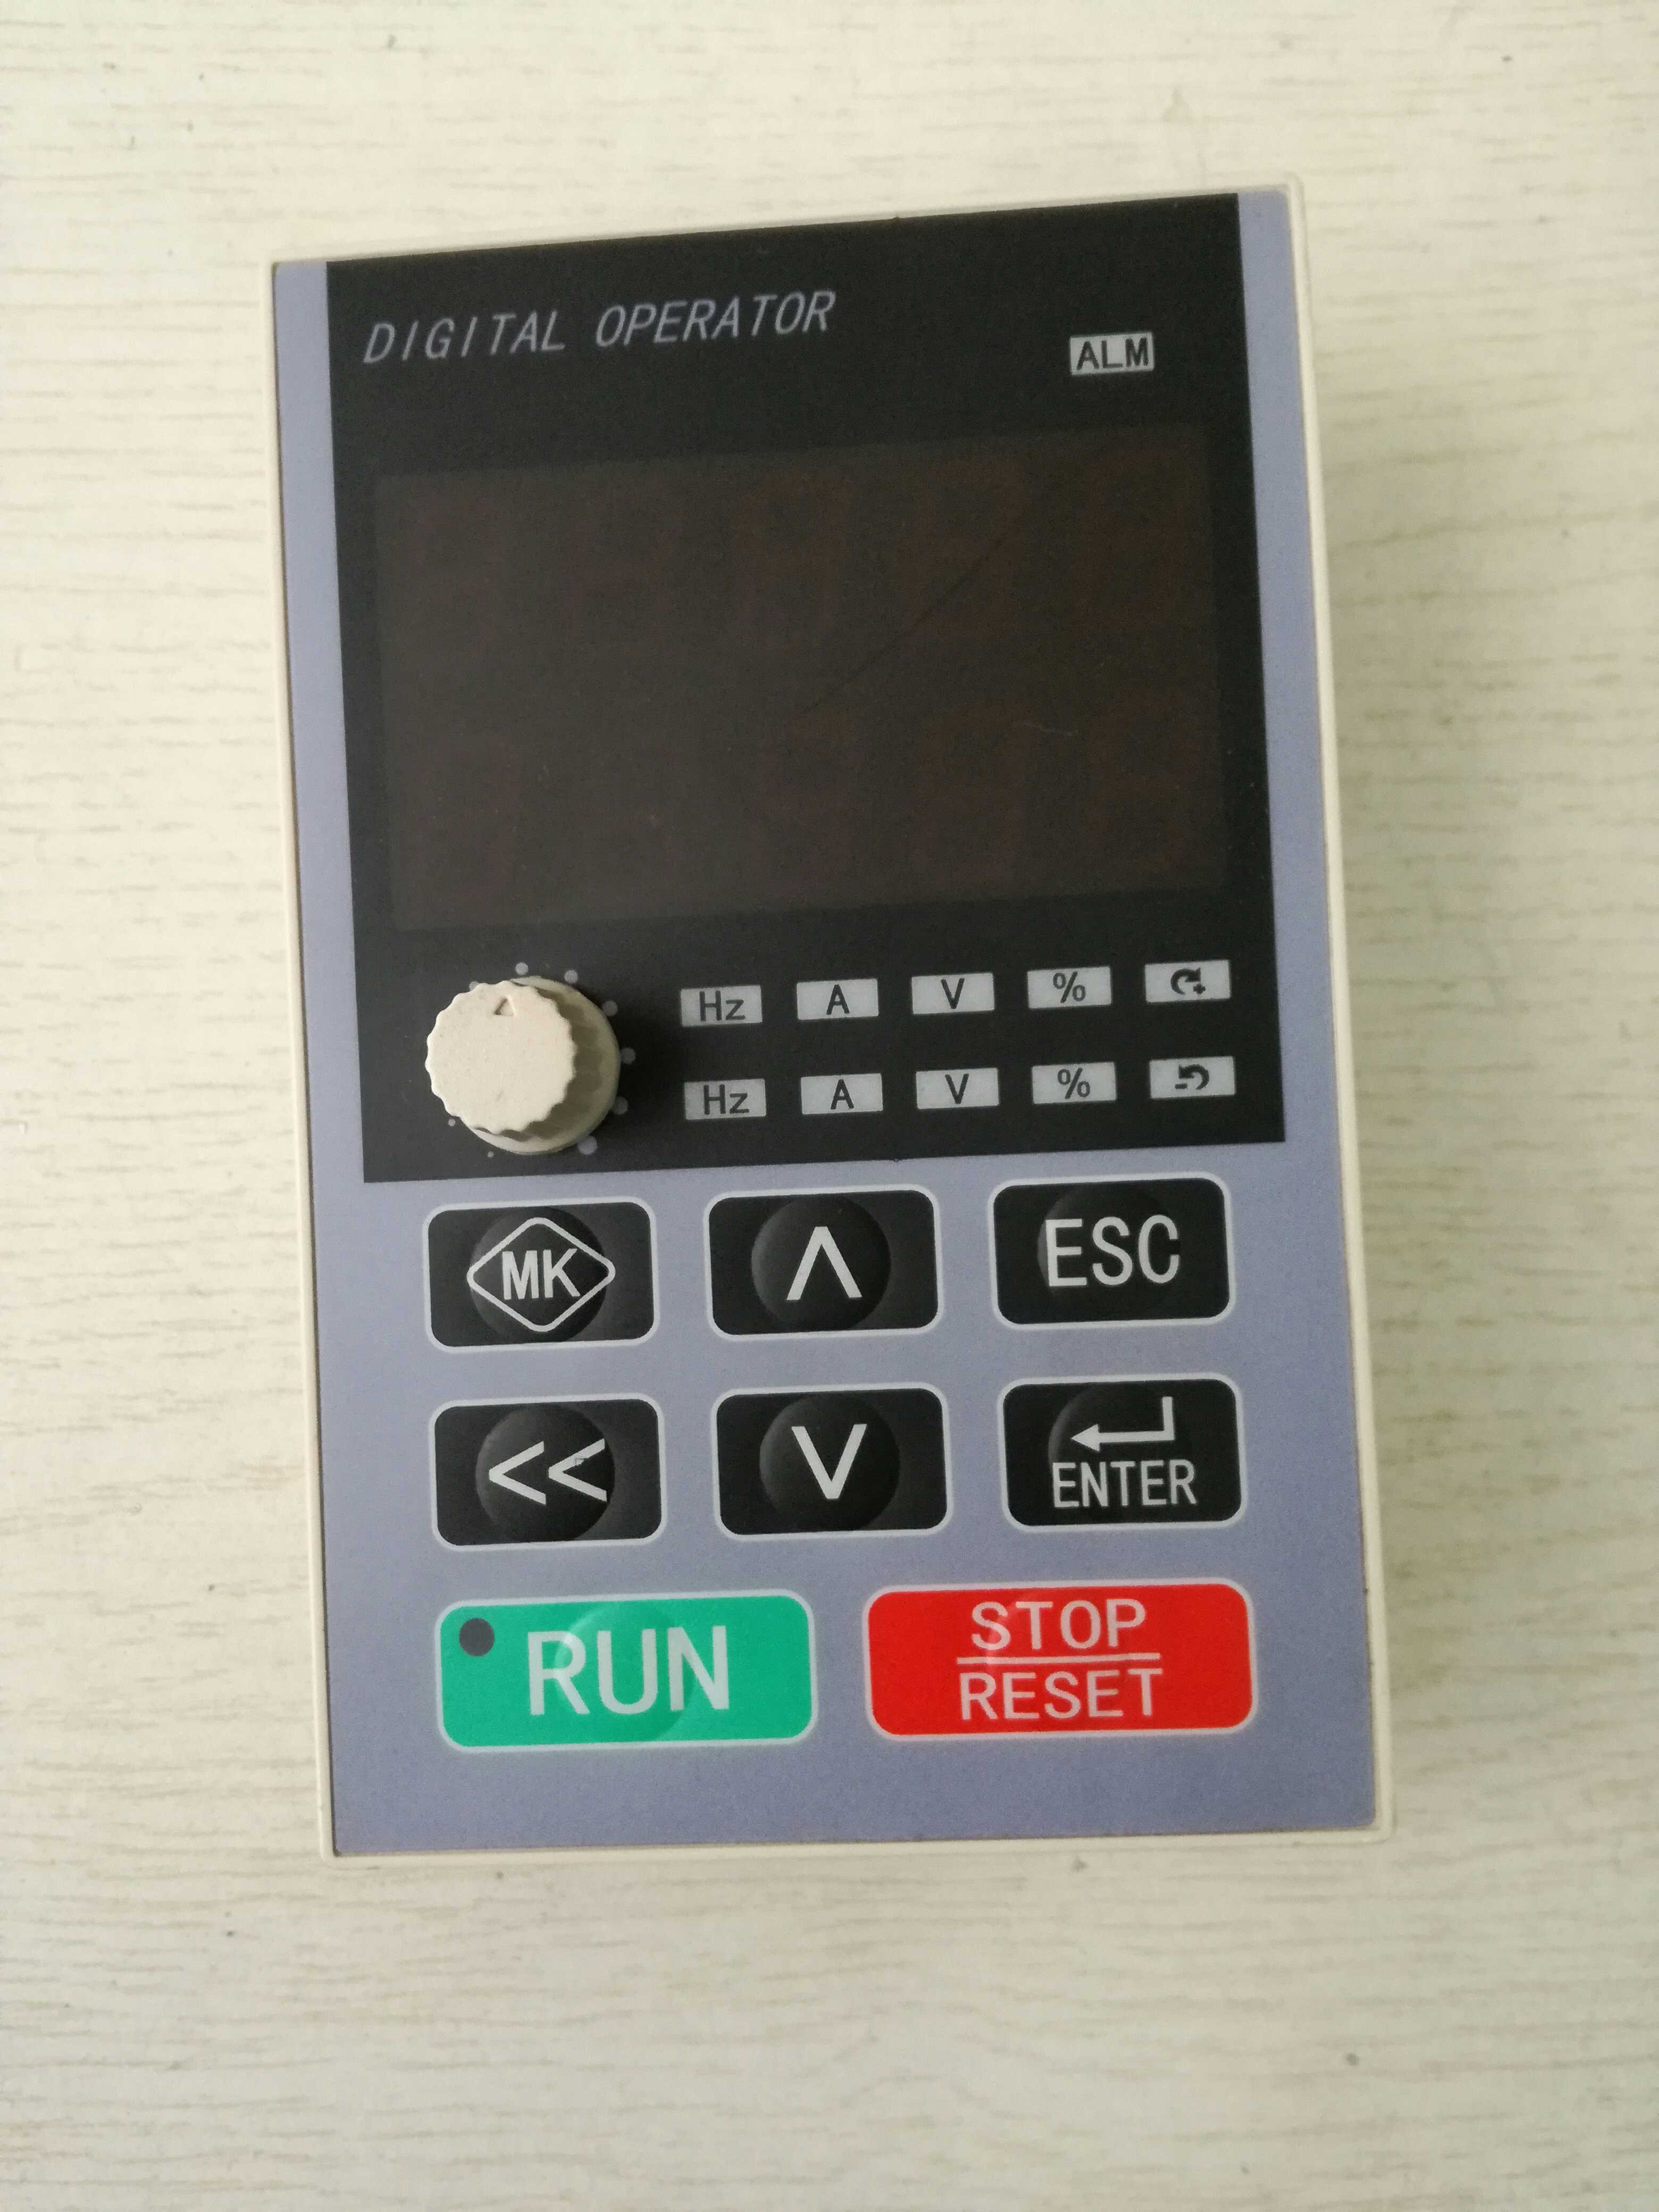 DIGITAL OPERATOR
ALM
Hz A V %
Hz A V %
MK ∧ ESC
<< ∨ ENTER
RUN
STOP
RESET